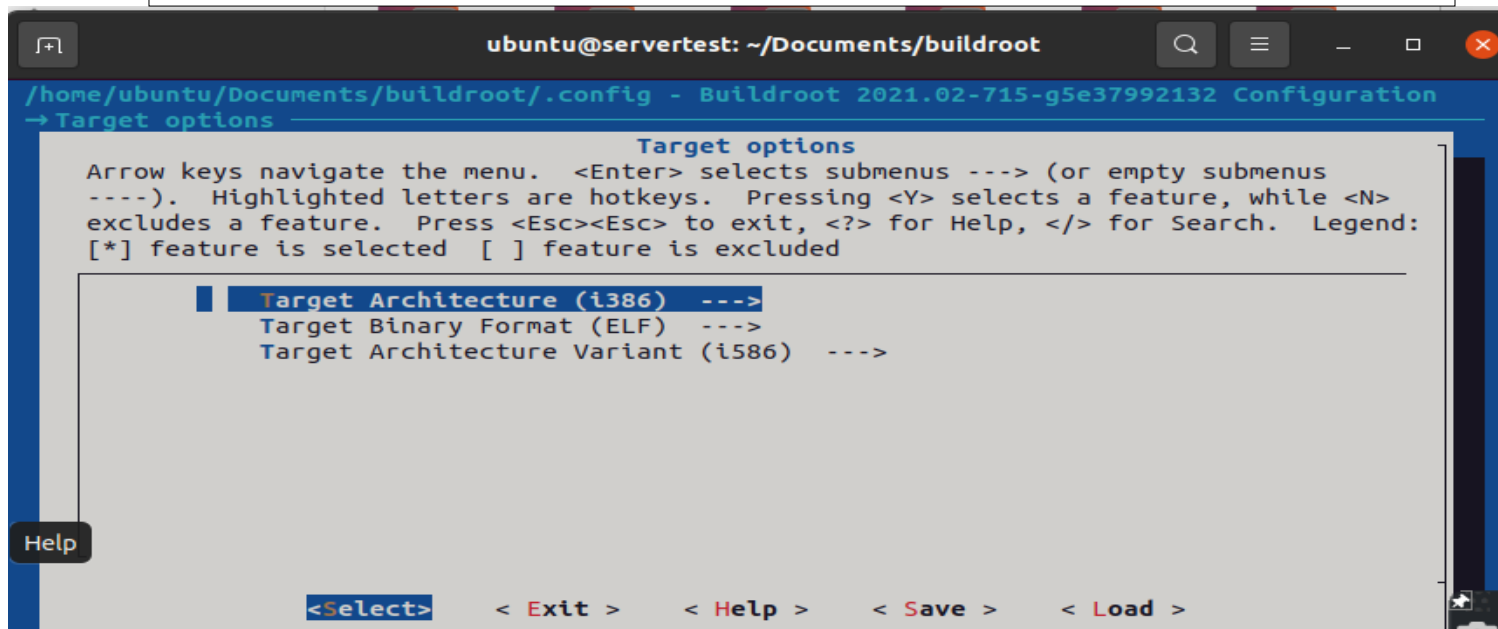 ubuntu@servertest: ~/Documents/buildroot
/home/ubuntu/Documents/buildroot/.config - Buildroot 2021.02-715-g5e37992132 Configuration
→ Target options
Target options
Arrow keys navigate the menu.  <Enter> selects submenus ---> (or empty submenus
----).  Highlighted letters are hotkeys.  Pressing <Y> selects a feature, while <N>
excludes a feature.  Press <Esc><Esc> to exit, <?> for Help, </> for Search.  Legend:
[*] feature is selected  [ ] feature is excluded
Target Architecture (i386)  --->
Target Binary Format (ELF)  --->
Target Architecture Variant (i586)  --->
Help
<Select>    < Exit >    < Help >    < Save >    < Load >